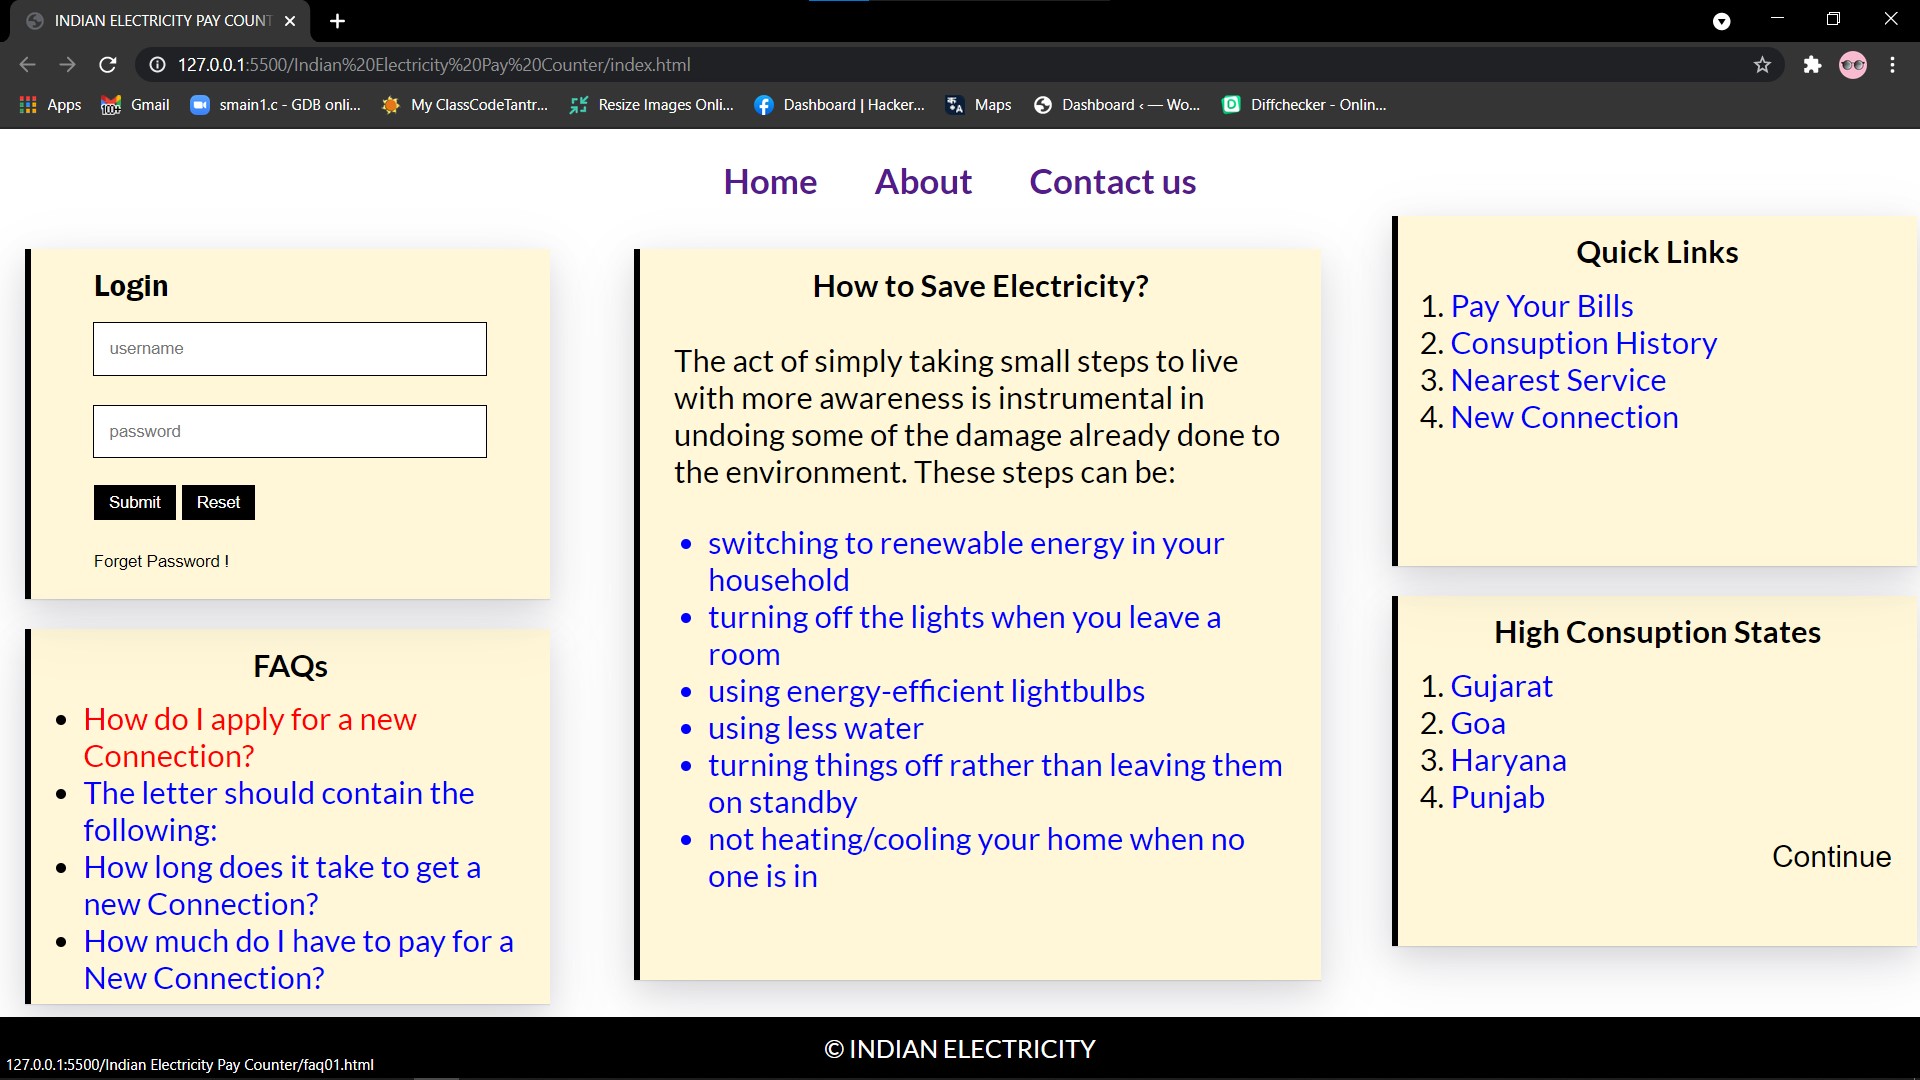 INDIAN ELECTRICITY PAY COUNT
127.0.0.1:5500/Indian%20Electricity%20Pay%20Counter/index.html
Apps Gmail smain1.c - GDB onli... My ClassCodeTantr... Resize Images Onli... Dashboard | Hacker... Maps Dashboard ‹ — Wo... Diffchecker - Onlin...
Home About Contact us
Login
username
password
Submit Reset
Forget Password !
FAQs
How do I apply for a new
Connection?
The letter should contain the
following:
How long does it take to get a
new Connection?
How much do I have to pay for a
New Connection?
How to Save Electricity?
The act of simply taking small steps to live
with more awareness is instrumental in
undoing some of the damage already done to
the environment. These steps can be:
switching to renewable energy in your
household
turning off the lights when you leave a
room
using energy-efficient lightbulbs
using less water
turning things off rather than leaving them
on standby
not heating/cooling your home when no
one is in
Quick Links
1. Pay Your Bills
2. Consuption History
3. Nearest Service
4. New Connection
High Consuption States
1. Gujarat
2. Goa
3. Haryana
4. Punjab
Continue
© INDIAN ELECTRICITY
127.0.0.1:5500/Indian Electricity Pay Counter/faq01.html